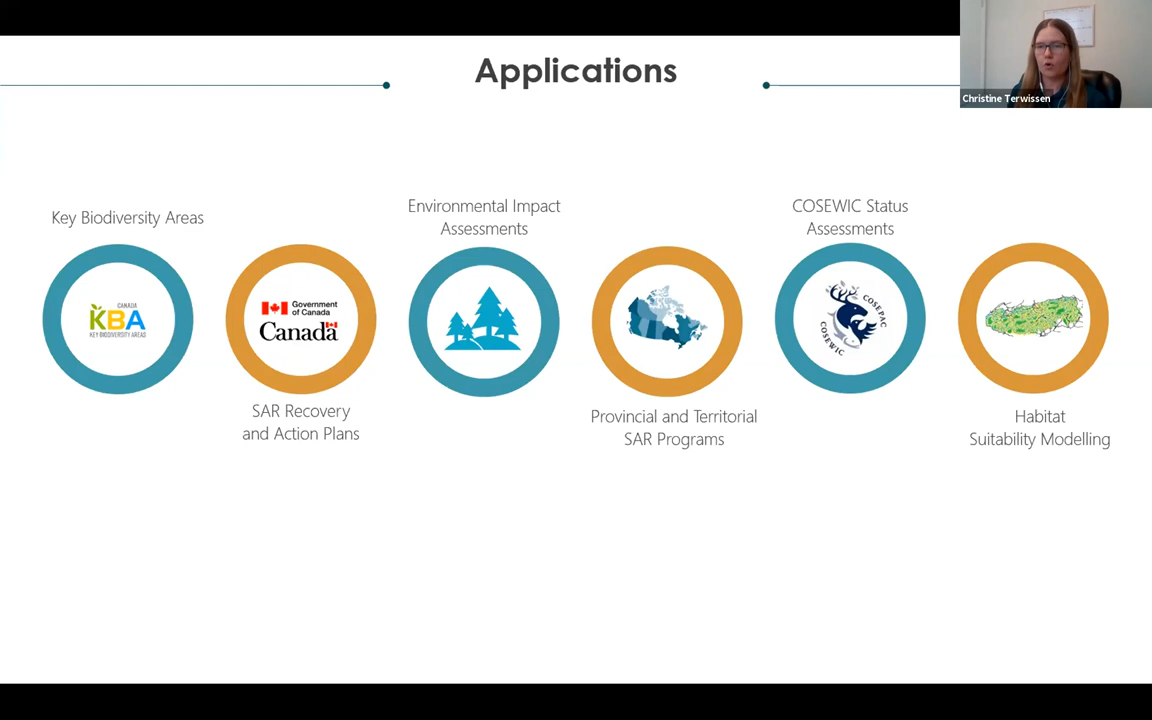 Applications
Christine Terwissen
Key Biodiversity Areas
Environmental Impact
Assessments
COSEWIC Status
Assessments
CANADA
KBA
KEY BIODIVERSITY AREAS
Government
of Canada
Canada
COSEPAC
COSEWIC
SAR Recovery
and Action Plans
Provincial and Territorial
SAR Programs
Habitat
Suitability Modelling